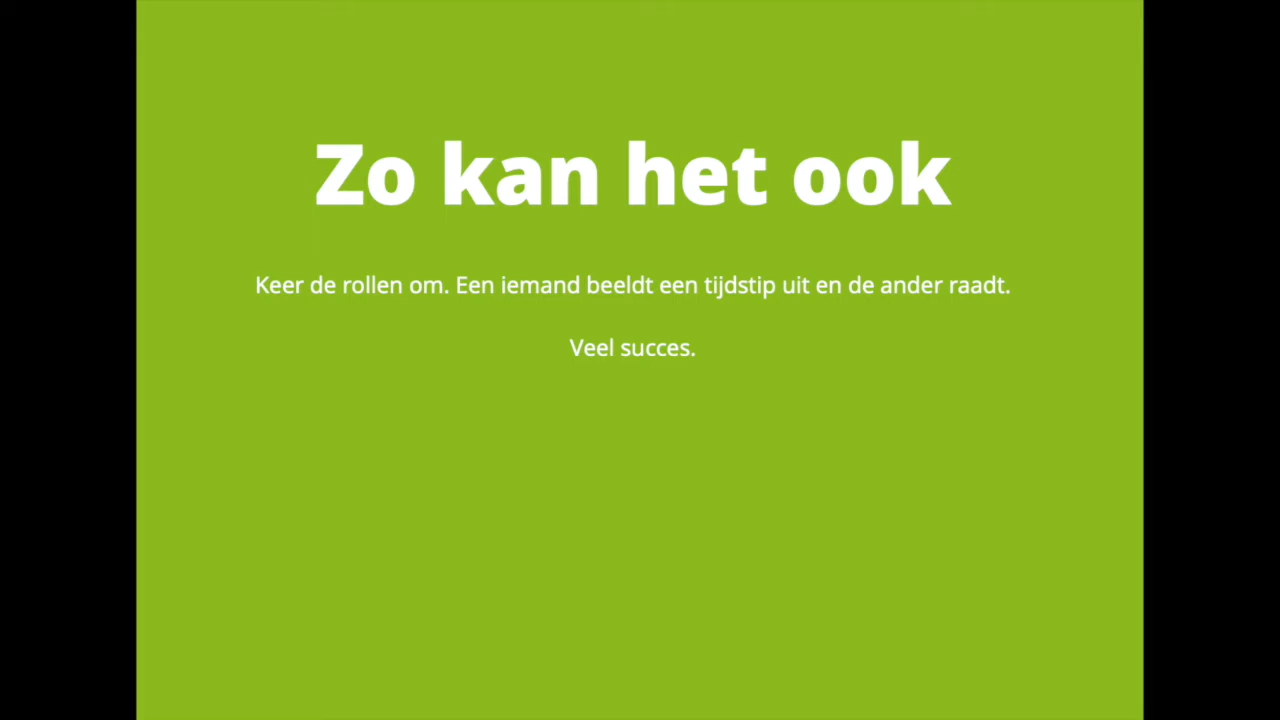 Zo kan het ook
Keer de rollen om. Een iemand beeldt een tijdstip uit en de ander raadt.
Veel succes.